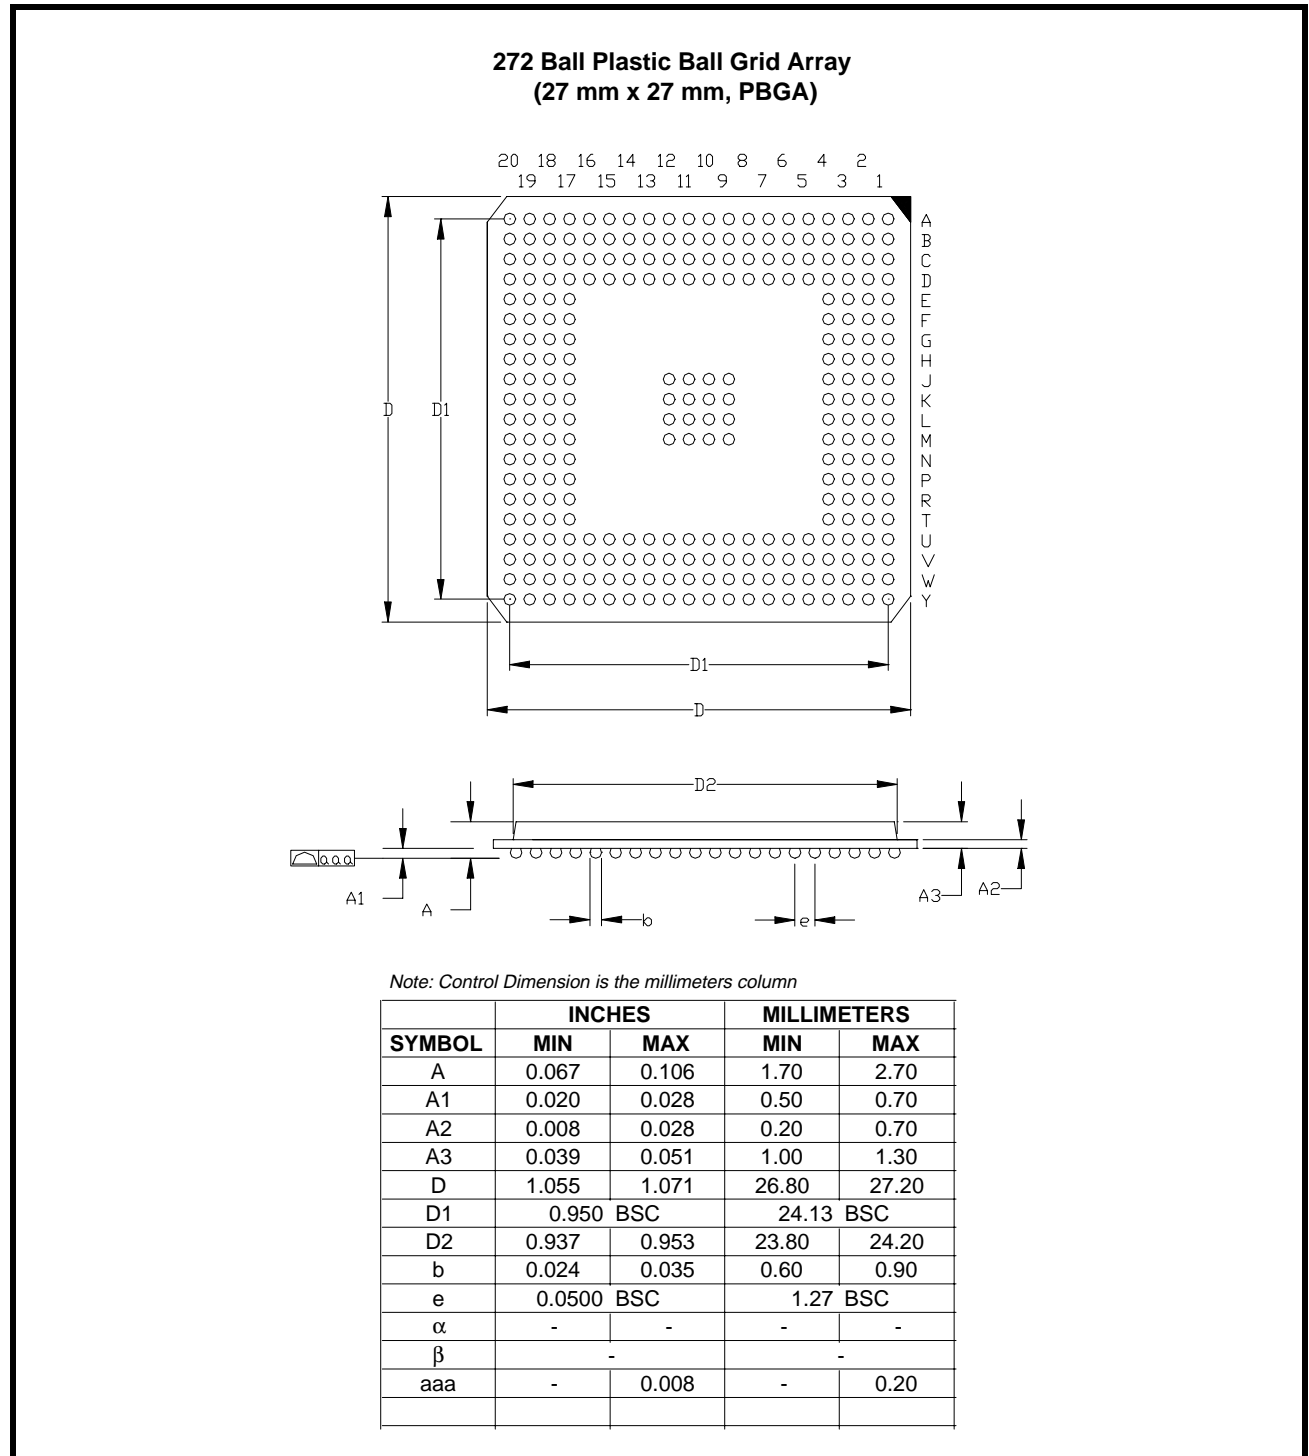 272 Ball Plastic Ball Grid Array
(27 mm x 27 mm, PBGA)
20 18 16 14 12 10 8 6 4 2
19 17 15 13 11 9 7 5 3 1
A
B
C
D
E
F
G
H
J
K
D D1
L
M
N
P
R
T
U
V
W
Y
D1
D
D2
aaa
A1
A
b
e
A3
A2
Note: Control Dimension is the millimeters column
INCHES MILLIMETERS
SYMBOL MIN MAX MIN MAX
A 0.067 0.106 1.70 2.70
A1 0.020 0.028 0.50 0.70
A2 0.008 0.028 0.20 0.70
A3 0.039 0.051 1.00 1.30
D 1.055 1.071 26.80 27.20
D1 0.950 BSC 24.13 BSC
D2 0.937 0.953 23.80 24.20
b 0.024 0.035 0.60 0.90
e 0.0500 BSC 1.27 BSC
α - - - -
β - -
aaa - 0.008 - 0.20